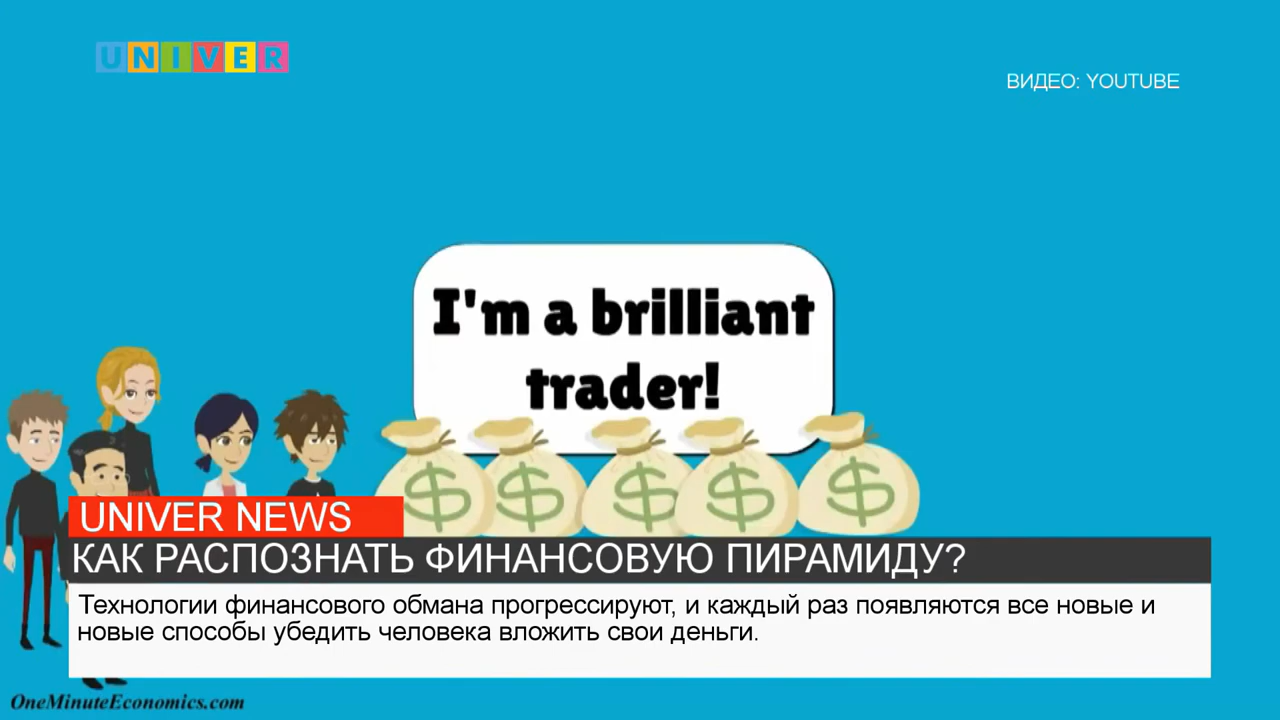 UNIVER
ВИДЕО: YOUTUBE
I'm a brilliant
trader!
UNIVER NEWS
КАК РАСПОЗНАТЬ ФИНАНСОВУЮ ПИРАМИДУ?
Технологии финансового обмана прогрессируют, и каждый раз появляются все новые и
новые способы убедить человека вложить свои деньги.
OneMinuteEconomics.com